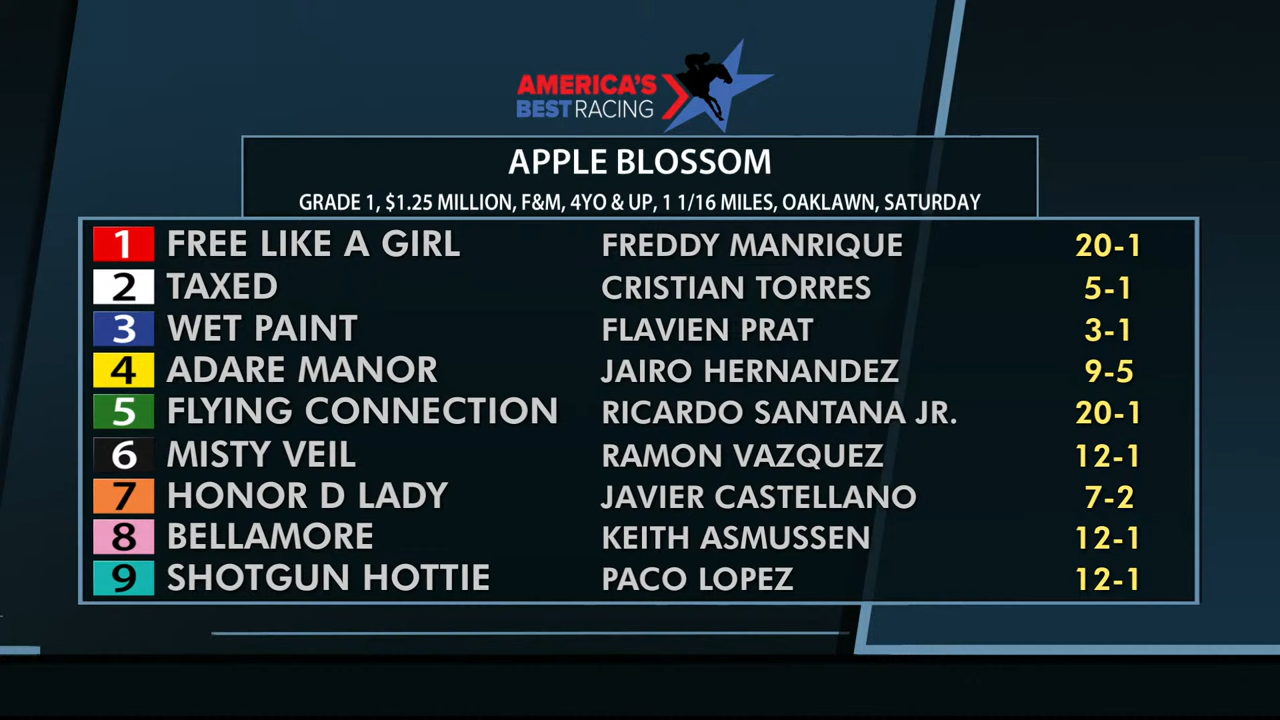 AMERICA'S
BEST RACING
APPLE BLOSSOM
GRADE 1, $1.25 MILLION, F&M, 4YO & UP, 1 1/16 MILES, OAKLAWN, SATURDAY
1 FREE LIKE A GIRL FREDDY MANRIQUE 20-1
2 TAXED CRISTIAN TORRES 5-1
3 WET PAINT FLAVIEN PRAT 3-1
4 ADARE MANOR JAIRO HERNANDEZ 9-5
5 FLYING CONNECTION RICARDO SANTANA JR. 20-1
6 MISTY VEIL RAMON VAZQUEZ 12-1
7 HONOR D LADY JAVIER CASTELLANO 7-2
8 BELLAMORE KEITH ASMUSSEN 12-1
9 SHOTGUN HOTTIE PACO LOPEZ 12-1